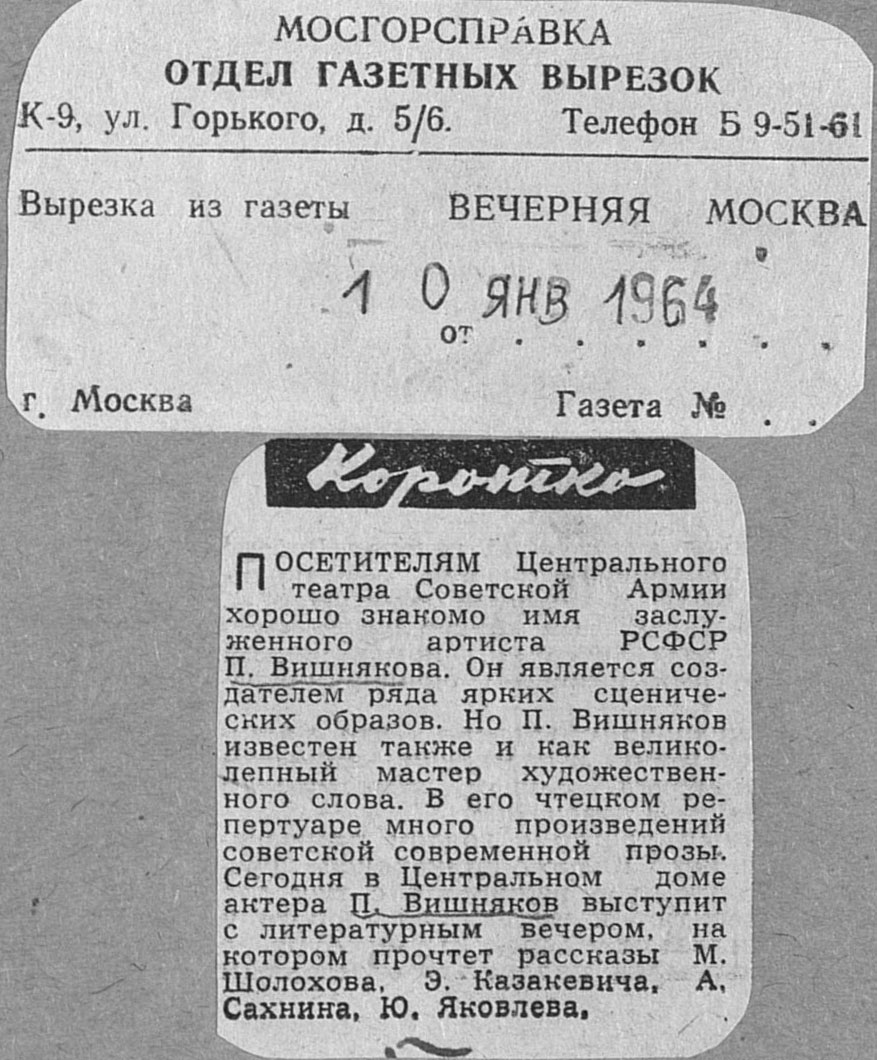 МОСГОРСПРАВКА
ОТДЕЛ ГАЗЕТНЫХ ВЫРЕЗОК
К-9, ул. Горького, д. 5/6. Телефон Б 9-51-61
Вырезка из газеты ВЕЧЕРНЯЯ МОСКВА
10 ЯНВ 1964
от . . . . . .
г. Москва Газета № . .
Коротко
ПОСЕТИТЕЛЯМ Центрального
театра Советской Армии
хорошо знакомо имя заслу-
женного артиста РСФСР
П. Вишнякова. Он является соз-
дателем ряда ярких сцениче-
ских образов. Но П. Вишняков
известен также и как велико-
лепный мастер художествен-
ного слова. В его чтецком ре-
пертуаре много произведений
советской современной прозы.
Сегодня в Центральном доме
актера П. Вишняков выступит
с литературным вечером, на
котором прочтет рассказы М.
Шолохова, Э. Казакевича, А.
Сахнина, Ю. Яковлева.